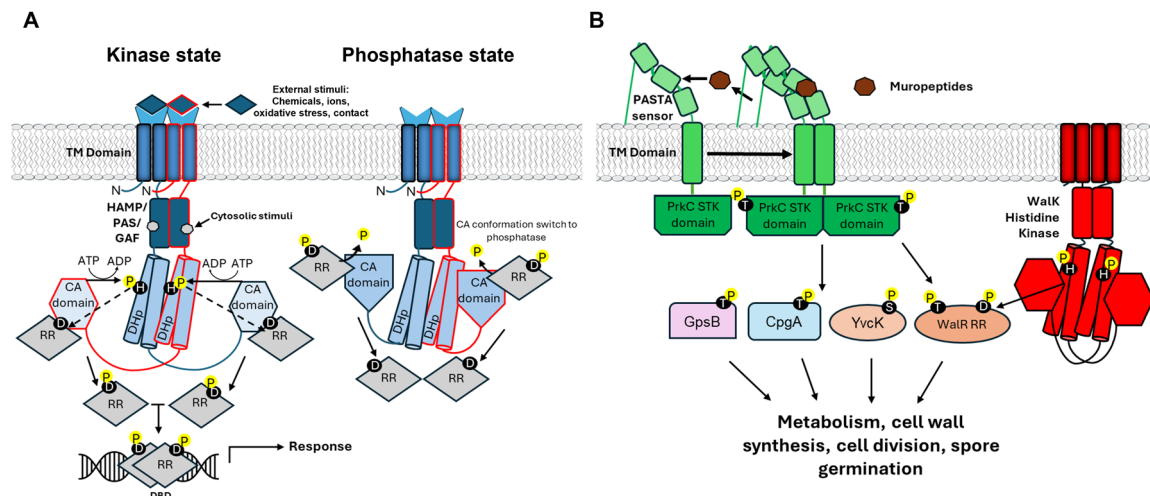 A
Kinase state
Phosphatase state
External stimuli:
Chemicals, ions,
oxidative stress, contact
TM Domain
N
N
HAMP/
PAS/
GAF
Cytosolic stimuli
ATP
ADP
ADP
ATP
P
H
H
P
CA
domain
CA
domain
DHp
DHp
D
RR
D
RR
P
D
RR
P
D
RR
P
D
P
D
RR
DBD
Response
CA conformation switch to
phosphatase
P
D
RR
P
CA
domain
P
CA
domain
P
D
RR
DHp
DHp
D
RR
D
RR
B
PASTA
sensor
Muropeptides
TM Domain
PrkC STK
domain
P
T
PrkC STK
domain
PrkC STK
domain
P
T
WalK
Histidine
Kinase
P
H
P
H
P
T
GpsB
P
T
CpgA
P
S
YvcK
P
T
P
D
WalR RR
Metabolism, cell wall
synthesis, cell division, spore
germination